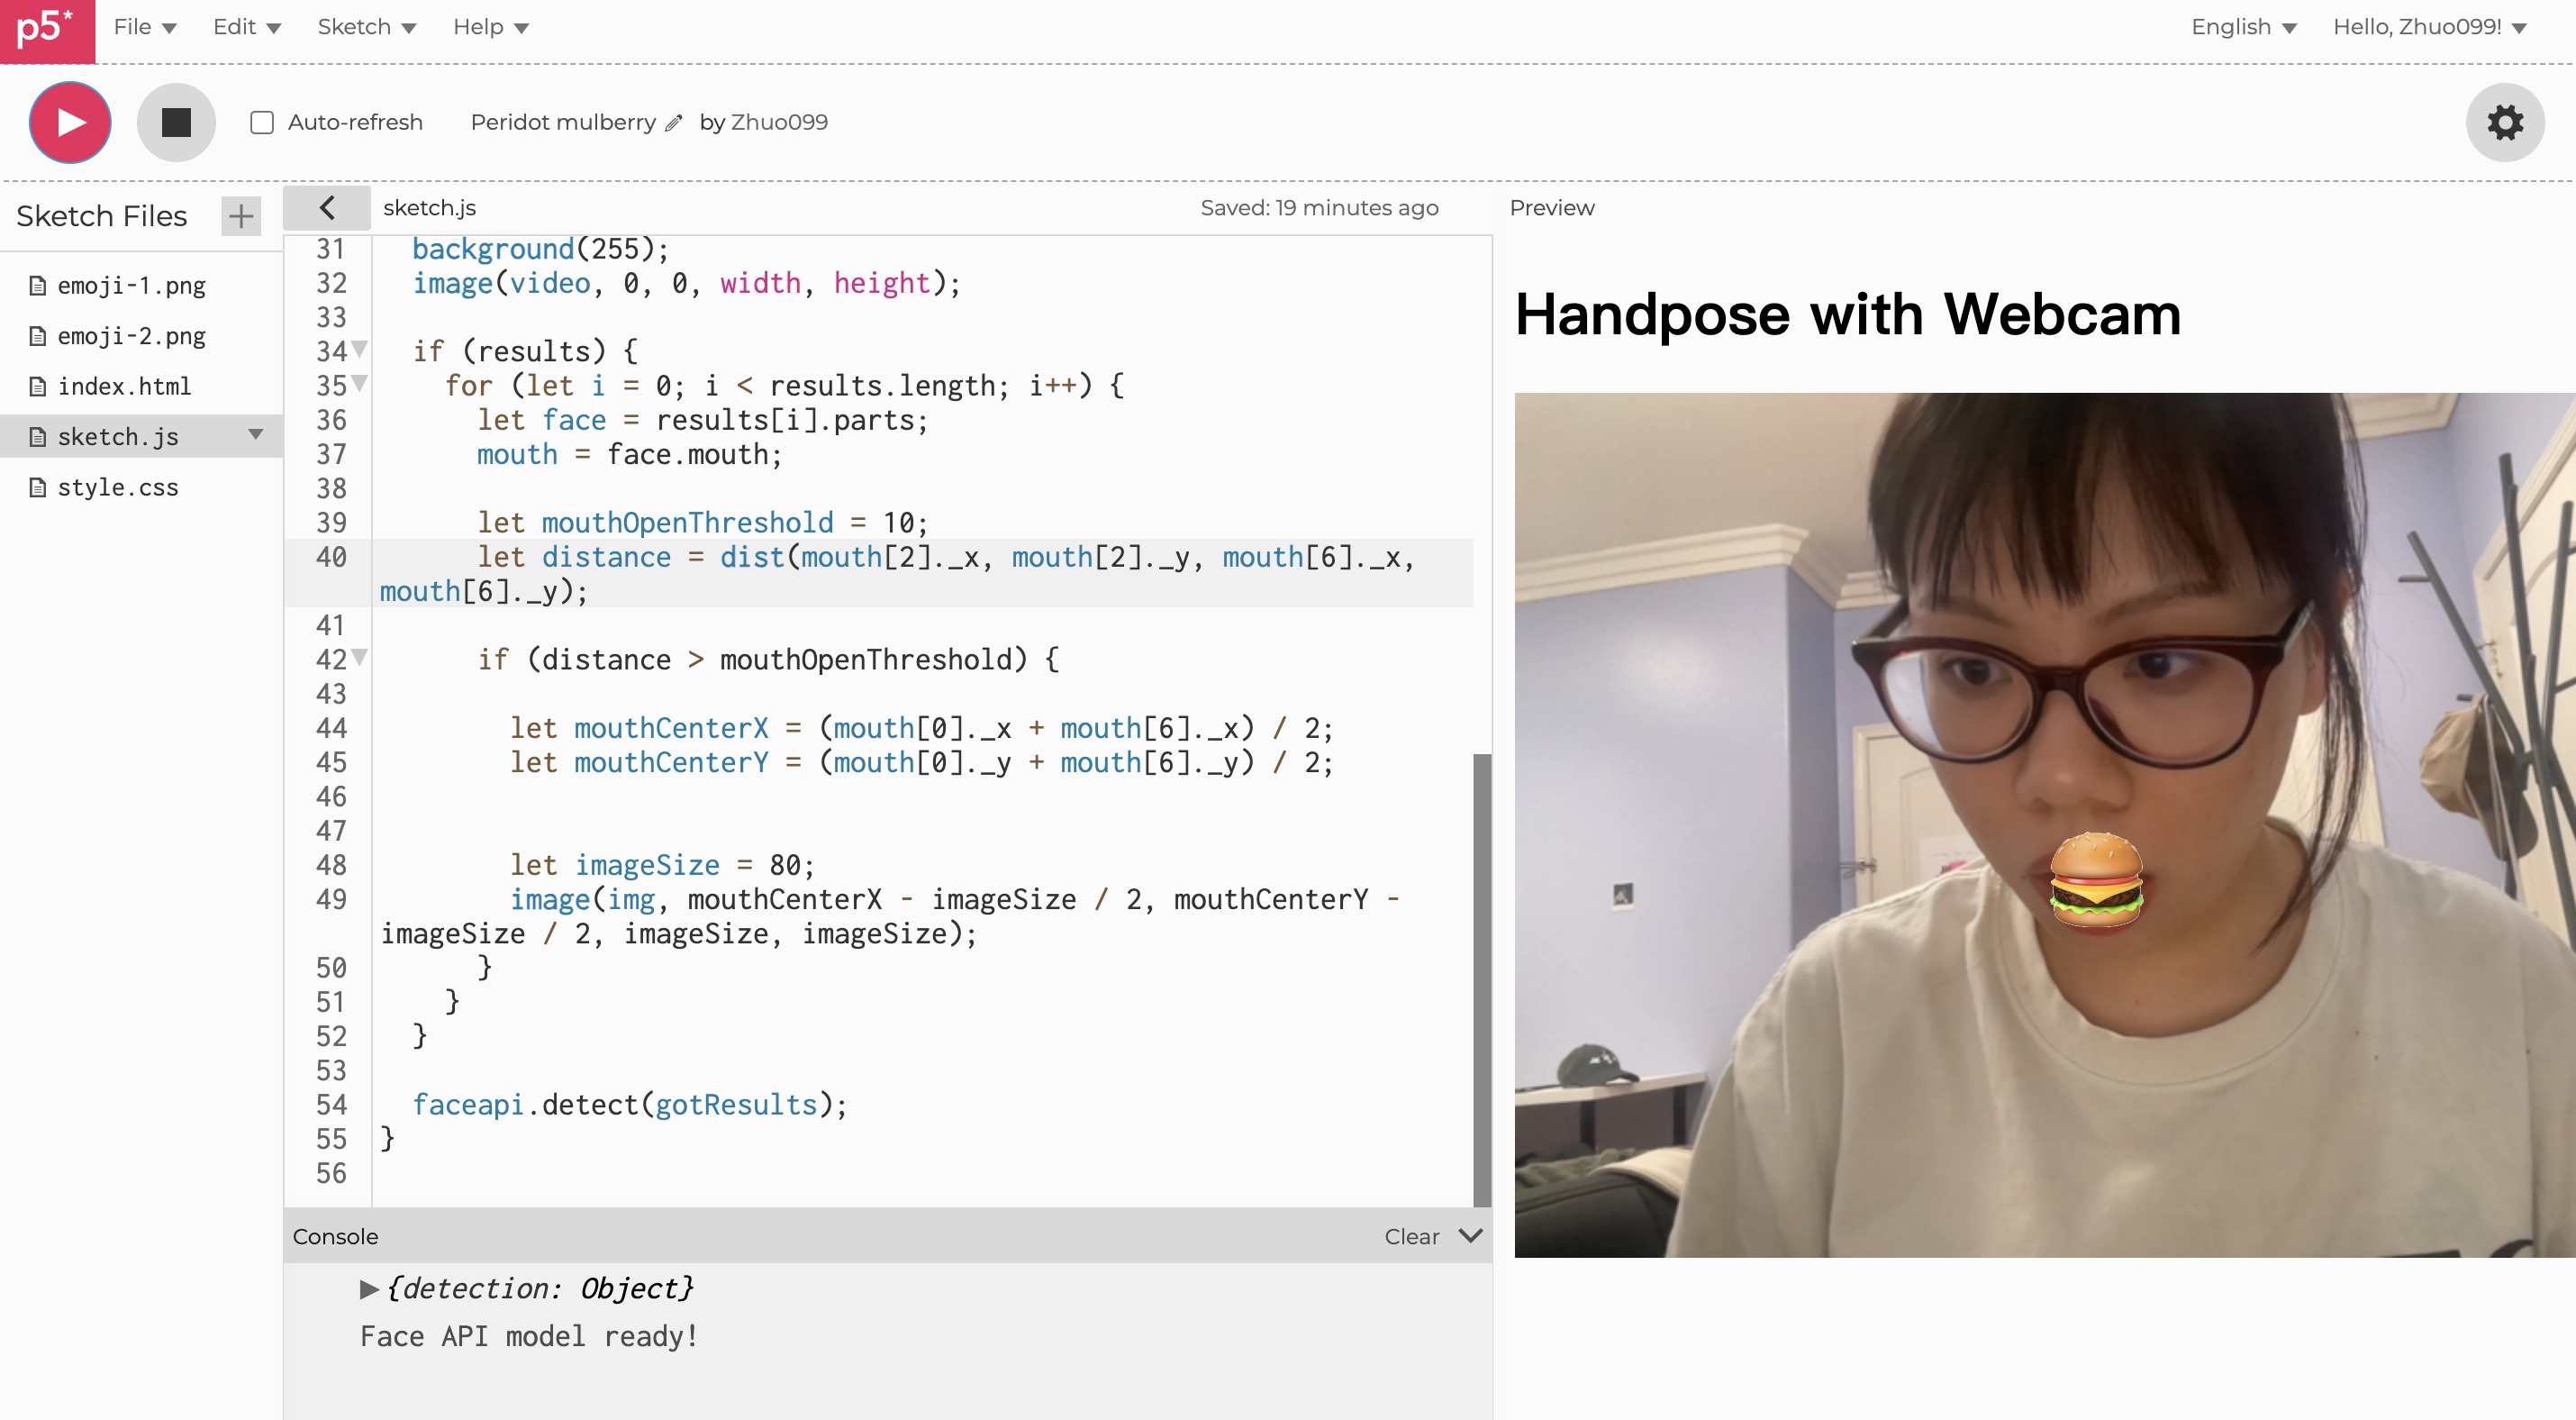 p5*
File Edit Sketch Help English Hello, Zhuo099!
Auto-refresh Peridot mulberry by Zhuo099
Sketch Files
emoji-1.png
emoji-2.png
index.html
sketch.js
style.css
sketch.js Saved: 19 minutes ago
31 background(255);
32 image(video, 0, 0, width, height);
33
34 if (results) {
35 for (let i = 0; i < results.length; i++) {
36 let face = results[i].parts;
37 mouth = face.mouth;
38
39 let mouthOpenThreshold = 10;
40 let distance = dist(mouth[2]._x, mouth[2]._y, mouth[6]._x,
mouth[6]._y);
41
42 if (distance > mouthOpenThreshold) {
43
44 let mouthCenterX = (mouth[0]._x + mouth[6]._x) / 2;
45 let mouthCenterY = (mouth[0]._y + mouth[6]._y) / 2;
46
47
48 let imageSize = 80;
49 image(img, mouthCenterX - imageSize / 2, mouthCenterY -
imageSize / 2, imageSize, imageSize);
50 }
51 }
52 }
53
54 faceapi.detect(gotResults);
55 }
56
Console Clear
{detection: Object}
Face API model ready!
Preview
Handpose with Webcam